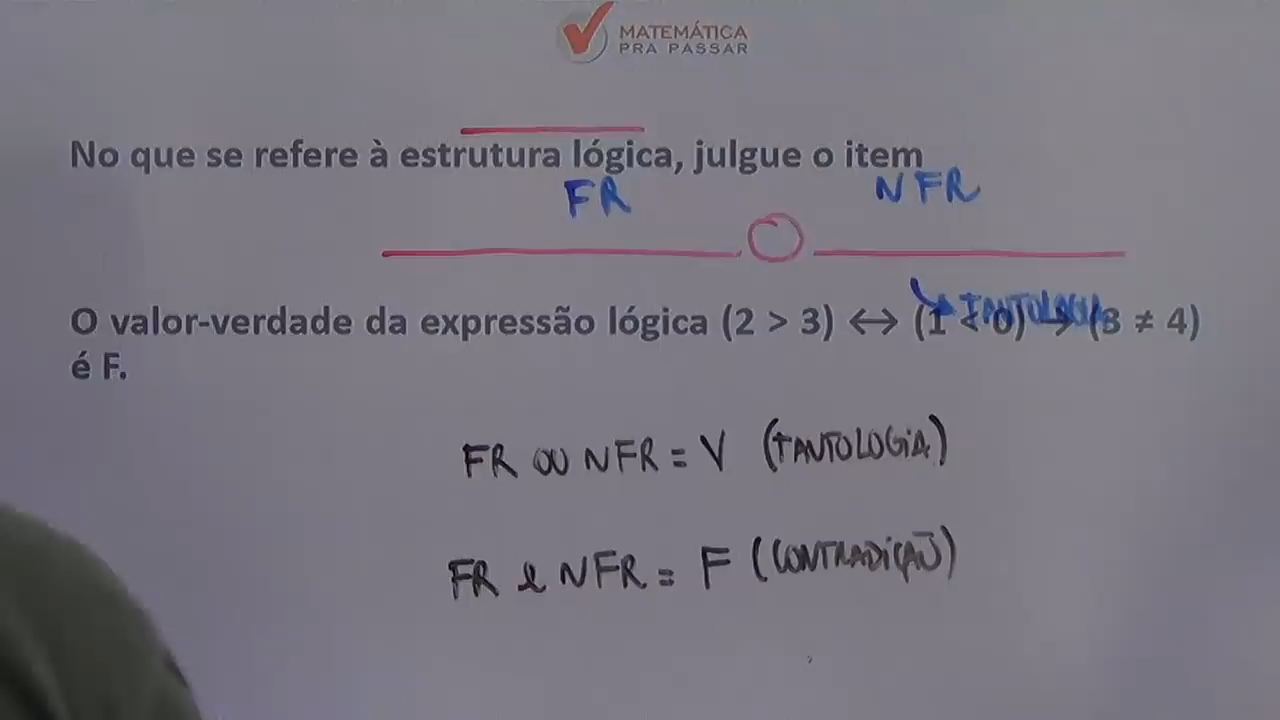 MATEMÁTICA
PRA PASSAR
No que se refere à estrutura lógica, julgue o item
FR NFR
TAUTOLOGIA
O valor-verdade da expressão lógica (2 > 3) ↔ (1 < 0) → (3 ≠ 4)
é F.
FR OU NFR = V (TAUTOLOGIA)
FR e NFR = F (CONTRADIÇÃO)